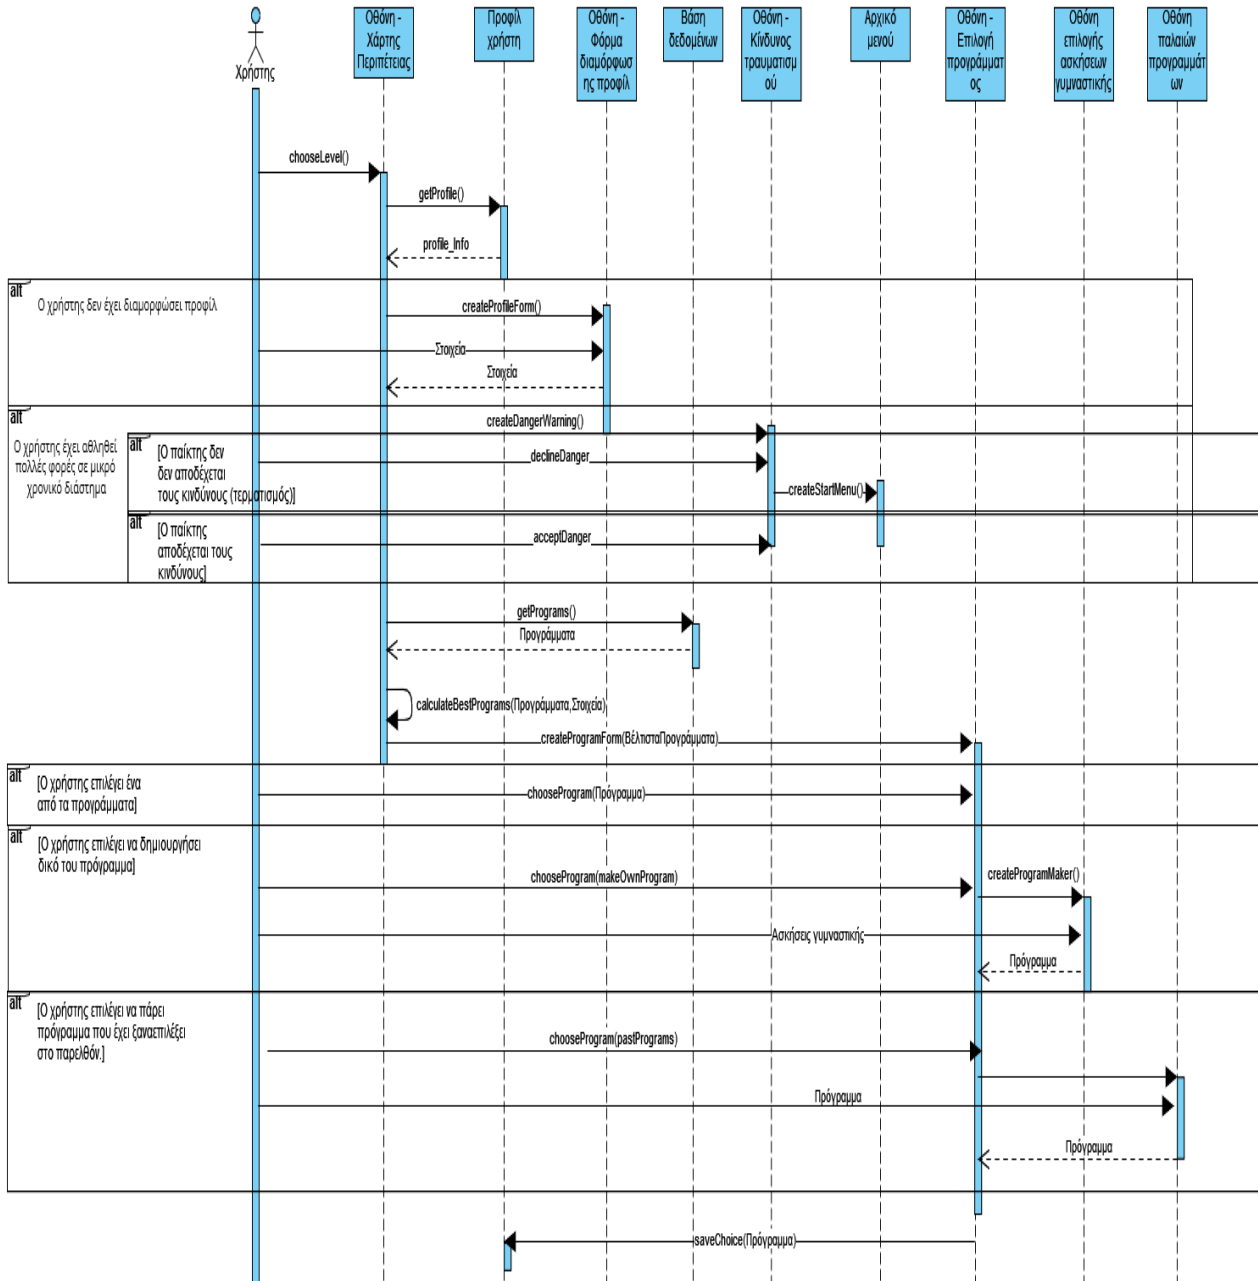 Χρήστης
Οθόνη -
Χάρτης
Περιπέτειας
Προφίλ
χρήστη
Οθόνη -
Φόρμα
διαμόρφωσ
ης προφίλ
Βάση
δεδομένων
Οθόνη -
Κίνδυνος
τραυματισμ
ού
Αρχικό
μενού
Οθόνη -
Επιλογή
προγράμματ
ος
Οθόνη
επιλογής
ασκήσεων
γυμναστικής
Οθόνη
παλαιών
προγραμμάτ
ων
chooseLevel()
getProfile()
profile_Info
alt
Ο χρήστης δεν έχει διαμορφώσει προφίλ
createProfileForm()
Στοιχεία
Στοιχεία
alt
Ο χρήστης έχει αθληθεί
πολλές φορές σε μικρό
χρονικό διάστημα
createDangerWarning()
alt
[Ο παίκτης δεν
δεν αποδέχεται
τους κινδύνους (τερματισμός)]
declineDanger
createStartMenu()
alt
[Ο παίκτης
αποδέχεται τους
κινδύνους]
acceptDanger
getPrograms()
Προγράμματα
calculateBestPrograms(Προγράμματα,Στοιχεία)
createProgramForm(ΒέλτισταΠρογράμματα)
alt
[Ο χρήστης επιλέγει ένα
από τα προγράμματα]
chooseProgram(Πρόγραμμα)
alt
[Ο χρήστης επιλέγει να δημιουργήσει
δικό του πρόγραμμα]
chooseProgram(makeOwnProgram)
createProgramMaker()
Ασκήσεις γυμναστικής
Πρόγραμμα
alt
[Ο χρήστης επιλέγει να πάρει
πρόγραμμα που έχει ξαναεπιλέξει
στο παρελθόν.]
chooseProgram(pastPrograms)
Πρόγραμμα
Πρόγραμμα
saveChoice(Πρόγραμμα)